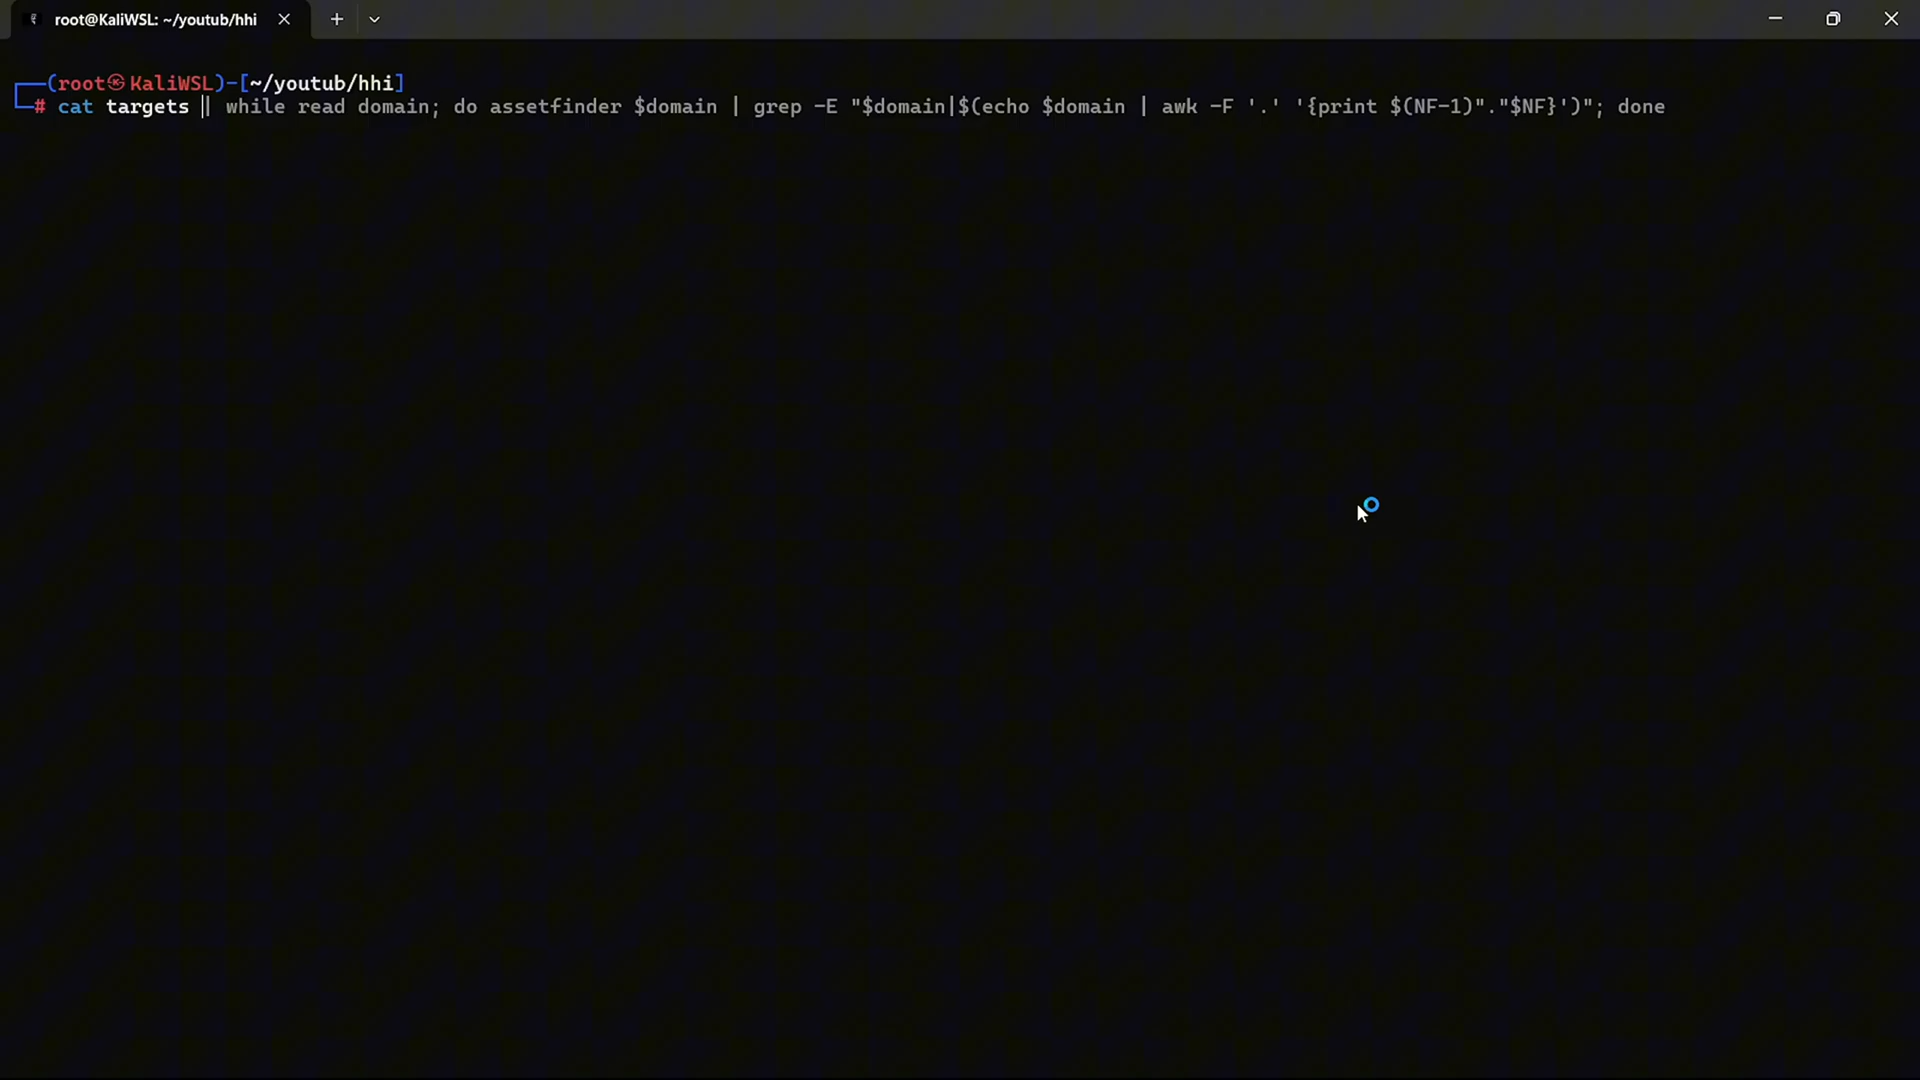 root@KaliWSL: ~/youtub/hhi
(root㉿KaliWSL)-[~/youtub/hhi]
# cat targets | while read domain; do assetfinder $domain | grep -E "$domain|$(echo $domain | awk -F '.' '{print $(NF-1)"."$NF}')"; done